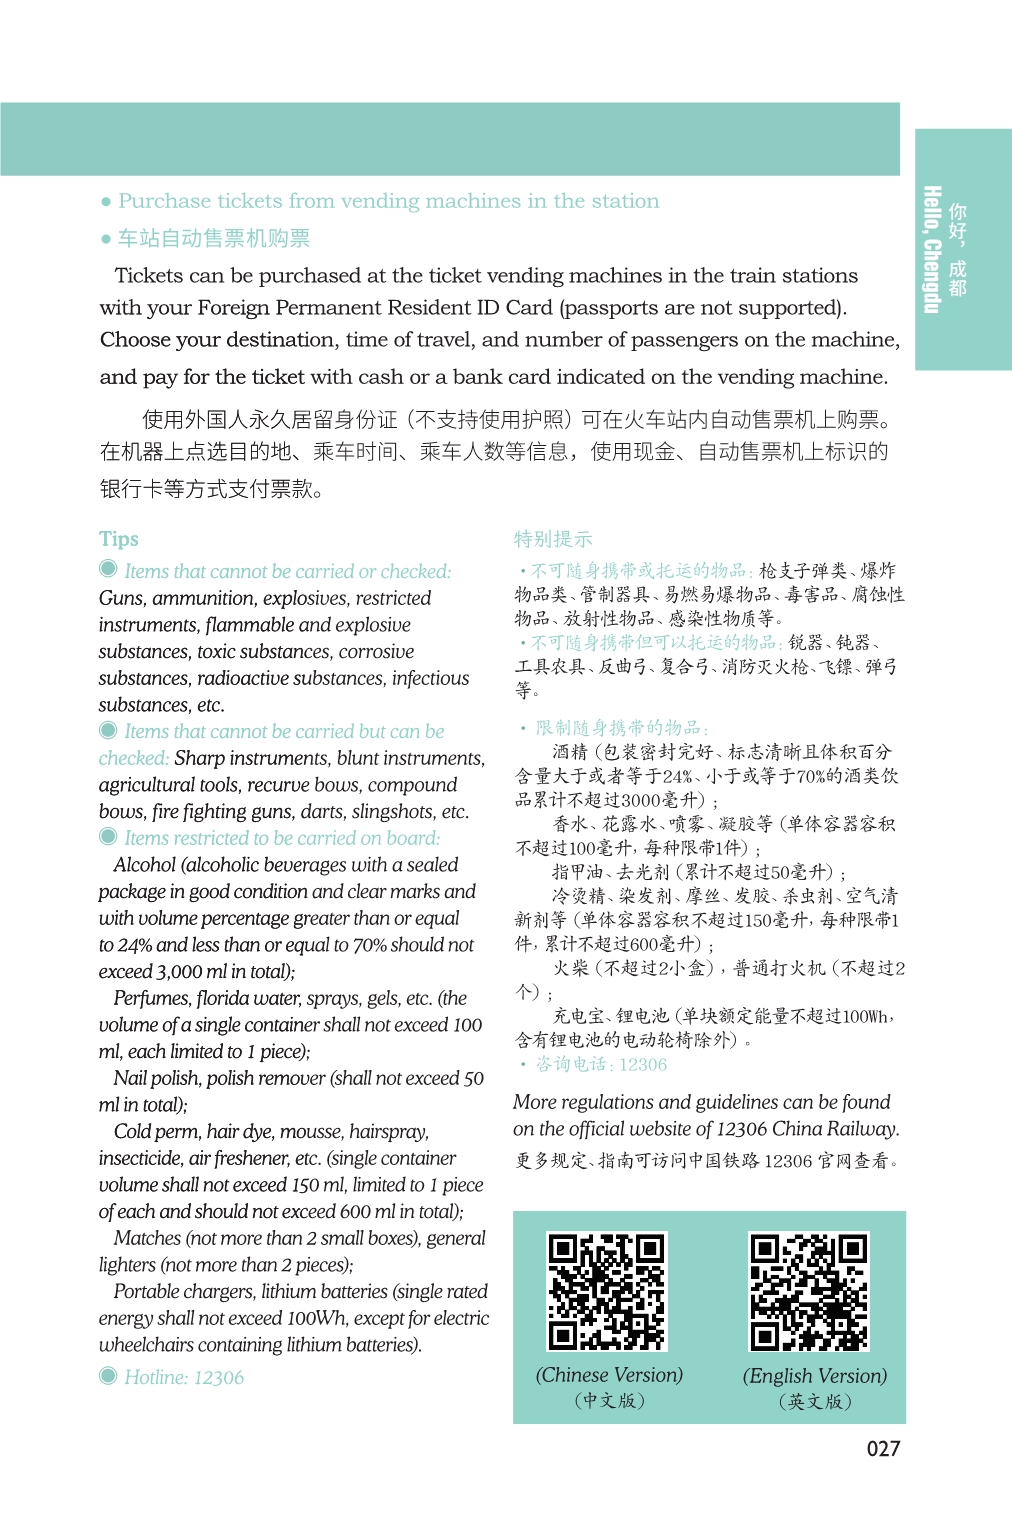 ● Purchase tickets from vending machines in the station
● 车站自动售票机购票
Tickets can be purchased at the ticket vending machines in the train stations
with your Foreign Permanent Resident ID Card (passports are not supported).
Choose your destination, time of travel, and number of passengers on the machine,
and pay for the ticket with cash or a bank card indicated on the vending machine.
使用外国人永久居留身份证（不支持使用护照）可在火车站内自动售票机上购票。
在机器上点选目的地、乘车时间、乘车人数等信息，使用现金、自动售票机上标识的
银行卡等方式支付票款。
Tips
◉ Items that cannot be carried or checked:
Guns, ammunition, explosives, restricted
instruments, flammable and explosive
substances, toxic substances, corrosive
substances, radioactive substances, infectious
substances, etc.
◉ Items that cannot be carried but can be
checked: Sharp instruments, blunt instruments,
agricultural tools, recurve bows, compound
bows, fire fighting guns, darts, slingshots, etc.
◉ Items restricted to be carried on board:
Alcohol (alcoholic beverages with a sealed
package in good condition and clear marks and
with volume percentage greater than or equal
to 24% and less than or equal to 70% should not
exceed 3,000 ml in total);
Perfumes, florida water, sprays, gels, etc. (the
volume of a single container shall not exceed 100
ml, each limited to 1 piece);
Nail polish, polish remover (shall not exceed 50
ml in total);
Cold perm, hair dye, mousse, hairspray,
insecticide, air freshener, etc. (single container
volume shall not exceed 150 ml, limited to 1 piece
of each and should not exceed 600 ml in total);
Matches (not more than 2 small boxes), general
lighters (not more than 2 pieces);
Portable chargers, lithium batteries (single rated
energy shall not exceed 100Wh, except for electric
wheelchairs containing lithium batteries).
◉ Hotline: 12306
特别提示
·不可随身携带或托运的物品：枪支子弹类、爆炸
物品类、管制器具、易燃易爆物品、毒害品、腐蚀性
物品、放射性物品、感染性物质等。
·不可随身携带但可以托运的物品：锐器、钝器、
工具农具、反曲弓、复合弓、消防灭火枪、飞镖、弹弓
等。
· 限制随身携带的物品：
酒精（包装密封完好、标志清晰且体积百分
含量大于或者等于24%、小于或等于70%的酒类饮
品累计不超过3000毫升）；
香水、花露水、喷雾、凝胶等（单体容器容积
不超过100毫升，每种限带1件）；
指甲油、去光剂（累计不超过50毫升）；
冷烫精、染发剂、摩丝、发胶、杀虫剂、空气清
新剂等（单体容器容积不超过150毫升，每种限带1
件，累计不超过600毫升）；
火柴（不超过2小盒），普通打火机（不超过2
个）；
充电宝、锂电池（单块额定能量不超过100Wh，
含有锂电池的电动轮椅除外）。
· 咨询电话：12306
More regulations and guidelines can be found
on the official website of 12306 China Railway.
更多规定、指南可访问中国铁路 12306 官网查看。
(Chinese Version)
（中文版）
(English Version)
（英文版）
你好，成都
Hello, Chengdu
027